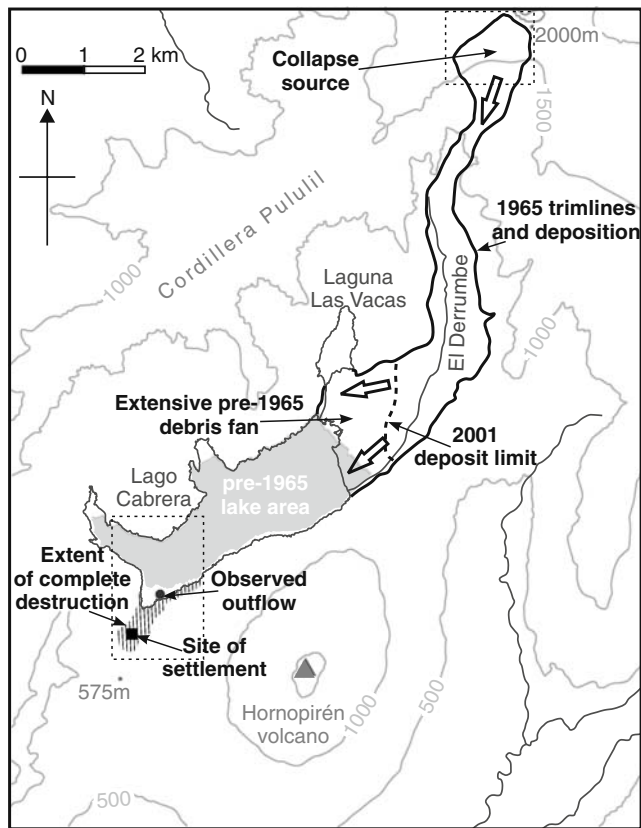 0 1 2 km
N
Collapse
source
2000m
1500
1965 trimlines
and deposition
Cordillera Pululil
1000
Laguna
Las Vacas
El Derrumbe
1000
Extensive pre-1965
debris fan
2001
deposit limit
Lago
Cabrera
pre-1965
lake area
Extent
of complete
destruction
Observed
outflow
Site of
settlement
575m
500
Hornopirén
volcano
1000
500
500